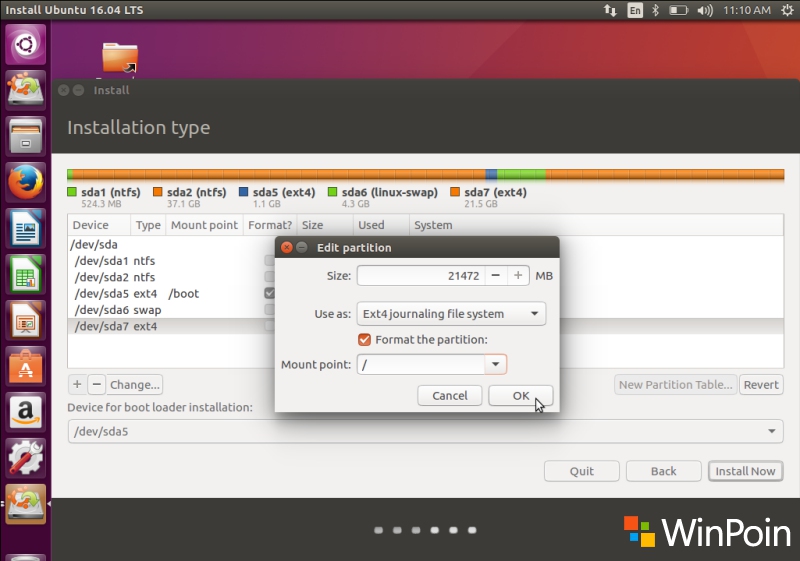 Install Ubuntu 16.04 LTS En 11:10 AM
Install
Installation type
sda1 (ntfs) sda2 (ntfs) sda5 (ext4) sda6 (linux-swap) sda7 (ext4)
524.3 MB 37.1 GB 1.1 GB 4.3 GB 21.5 GB
Device Type Mount point Format? Size Used System
/dev/sda
/dev/sda1 ntfs
/dev/sda2 ntfs
/dev/sda5 ext4 /boot
/dev/sda6 swap
/dev/sda7 ext4
Edit partition
Size: 21472 MB
Use as: Ext4 journaling file system
Format the partition:
Mount point: /
Cancel OK
+ − Change... New Partition Table... Revert
Device for boot loader installation:
/dev/sda5
Quit Back Install Now
WinPoin